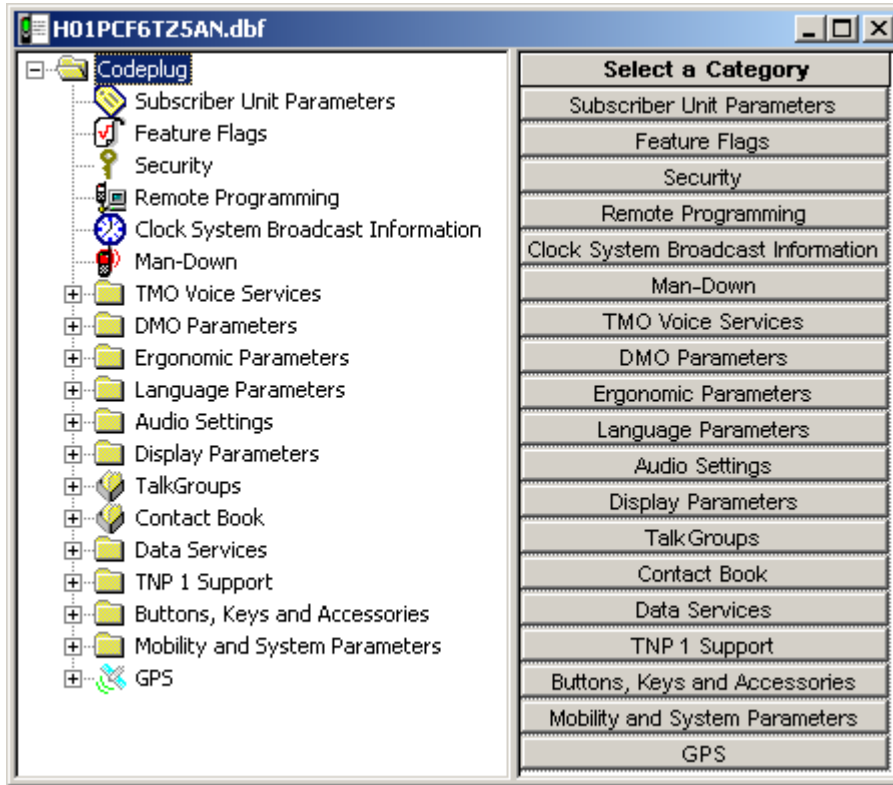 H01PCF6TZ5AN.dbf
Codeplug
Subscriber Unit Parameters
Feature Flags
Security
Remote Programming
Clock System Broadcast Information
Man-Down
TMO Voice Services
DMO Parameters
Ergonomic Parameters
Language Parameters
Audio Settings
Display Parameters
TalkGroups
Contact Book
Data Services
TNP 1 Support
Buttons, Keys and Accessories
Mobility and System Parameters
GPS
Select a Category
Subscriber Unit Parameters
Feature Flags
Security
Remote Programming
Clock System Broadcast Information
Man-Down
TMO Voice Services
DMO Parameters
Ergonomic Parameters
Language Parameters
Audio Settings
Display Parameters
TalkGroups
Contact Book
Data Services
TNP 1 Support
Buttons, Keys and Accessories
Mobility and System Parameters
GPS